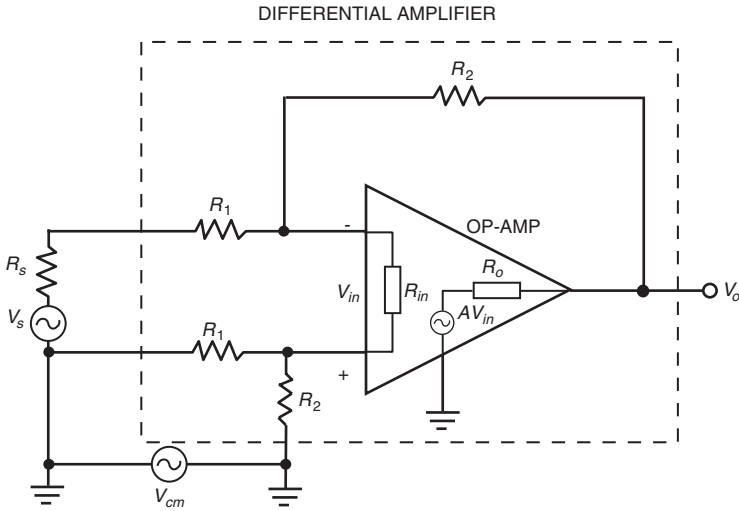 DIFFERENTIAL AMPLIFIER
R2
R1
-
OP-AMP
Rs
Vin
Rin
Ro
Vo
Vs
AVin
R1
+
R2
Vcm